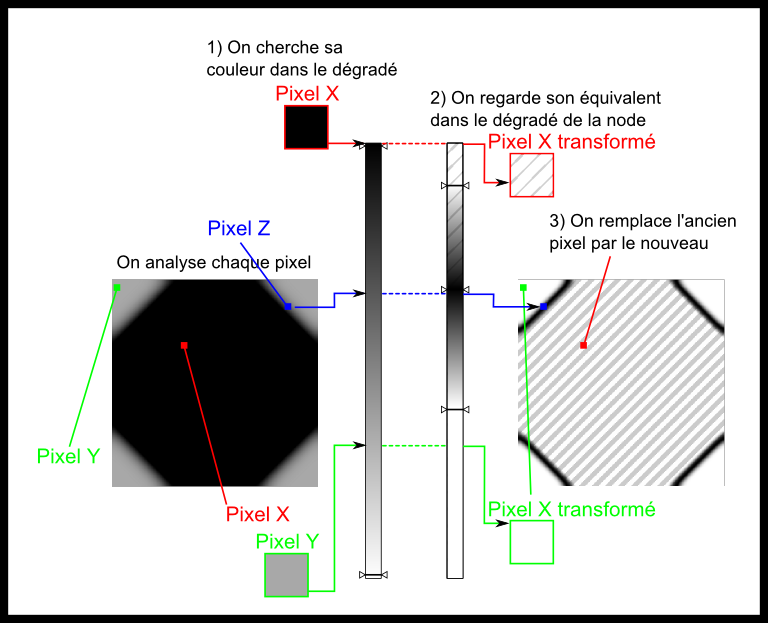 1) On cherche sa
couleur dans le dégradé
Pixel X
2) On regarde son équivalent
dans le dégradé de la node
Pixel X transformé
Pixel Z
3) On remplace l'ancien
pixel par le nouveau
On analyse chaque pixel
Pixel Y
Pixel X
Pixel X transformé
Pixel Y